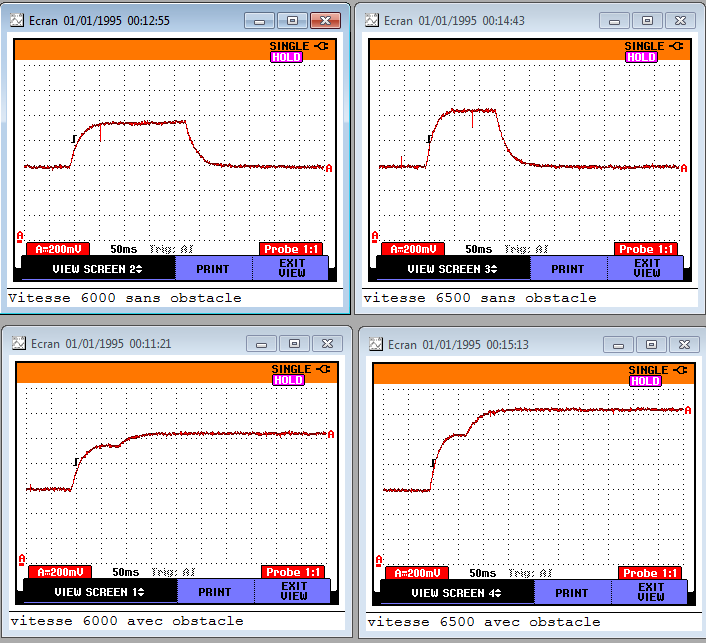 Ecran 01/01/1995 00:12:55
SINGLE
HOLD
A
A
A=200mV 50ms Trig: AI Probe 1:1
VIEW SCREEN 2 PRINT EXIT VIEW
Vitesse 6000 sans obstacle
Ecran 01/01/1995 00:14:43
SINGLE
HOLD
A
A
A=200mV 50ms Trig: AI Probe 1:1
VIEW SCREEN 3 PRINT EXIT VIEW
Vitesse 6500 sans obstacle
Ecran 01/01/1995 00:11:21
SINGLE
HOLD
A
A
A=200mV 50ms Trig: AI Probe 1:1
VIEW SCREEN 1 PRINT EXIT VIEW
vitesse 6000 avec obstacle
Ecran 01/01/1995 00:15:13
SINGLE
HOLD
A
A
A=200mV 50ms Trig: AI Probe 1:1
VIEW SCREEN 4 PRINT EXIT VIEW
vitesse 6500 avec obstacle